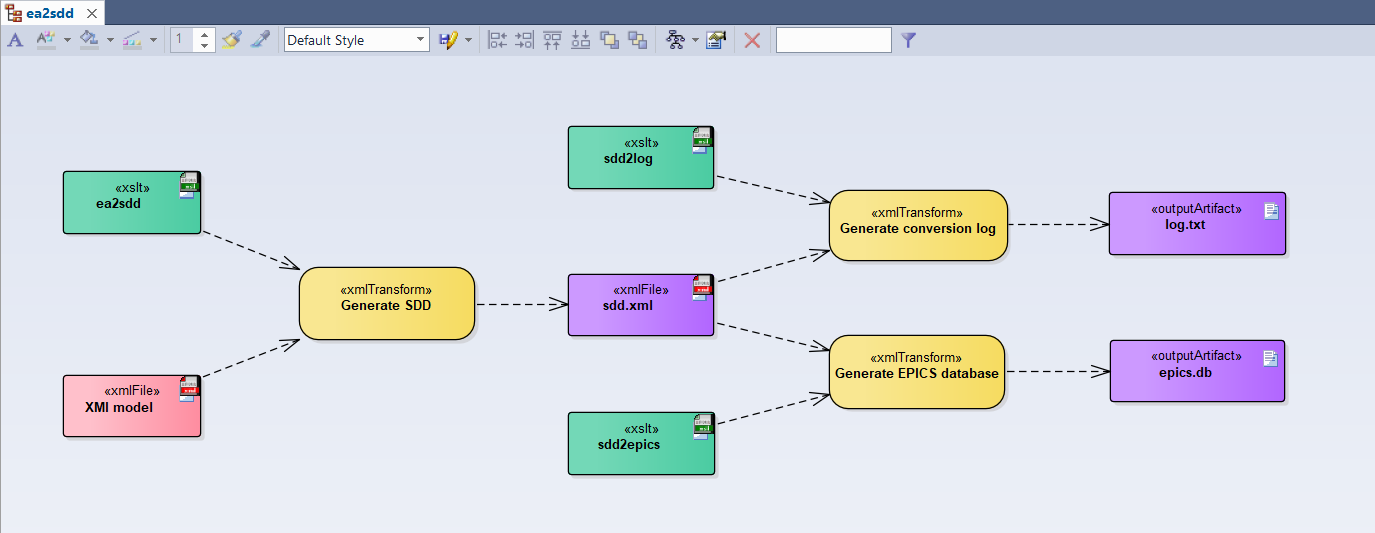 ea2sdd
1
Default Style
«xslt»
sdd2log
«xslt»
ea2sdd
«xmlTransform»
Generate conversion log
«outputArtifact»
log.txt
«xmlTransform»
Generate SDD
«xmlFile»
sdd.xml
«xmlTransform»
Generate EPICS database
«outputArtifact»
epics.db
«xmlFile»
XMI model
«xslt»
sdd2epics